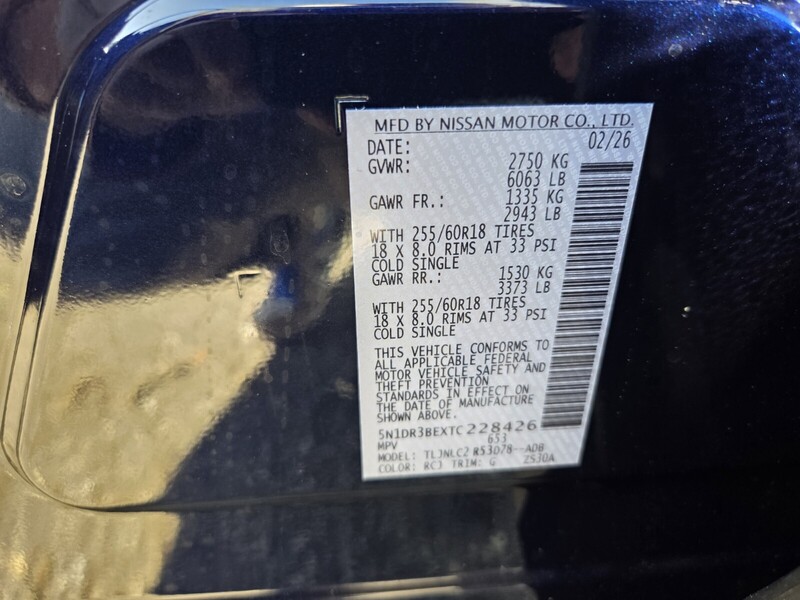 MFD BY NISSAN MOTOR CO., LTD.
DATE: 02/26
GVWR: 2750 KG
6063 LB
GAWR FR.: 1335 KG
2943 LB
WITH 255/60R18 TIRES
18 X 8.0 RIMS AT 33 PSI
COLD SINGLE
GAWR RR.: 1530 KG
3373 LB
WITH 255/60R18 TIRES
18 X 8.0 RIMS AT 33 PSI
COLD SINGLE
THIS VEHICLE CONFORMS TO
ALL APPLICABLE FEDERAL
MOTOR VEHICLE SAFETY AND
THEFT PREVENTION
STANDARDS IN EFFECT ON
THE DATE OF MANUFACTURE
SHOWN ABOVE.
5N1DR3BEXTC228426
MPV 653
MODEL: TLJNLC2 R53078--ADB
COLOR: RCJ TRIM: G ZS30A